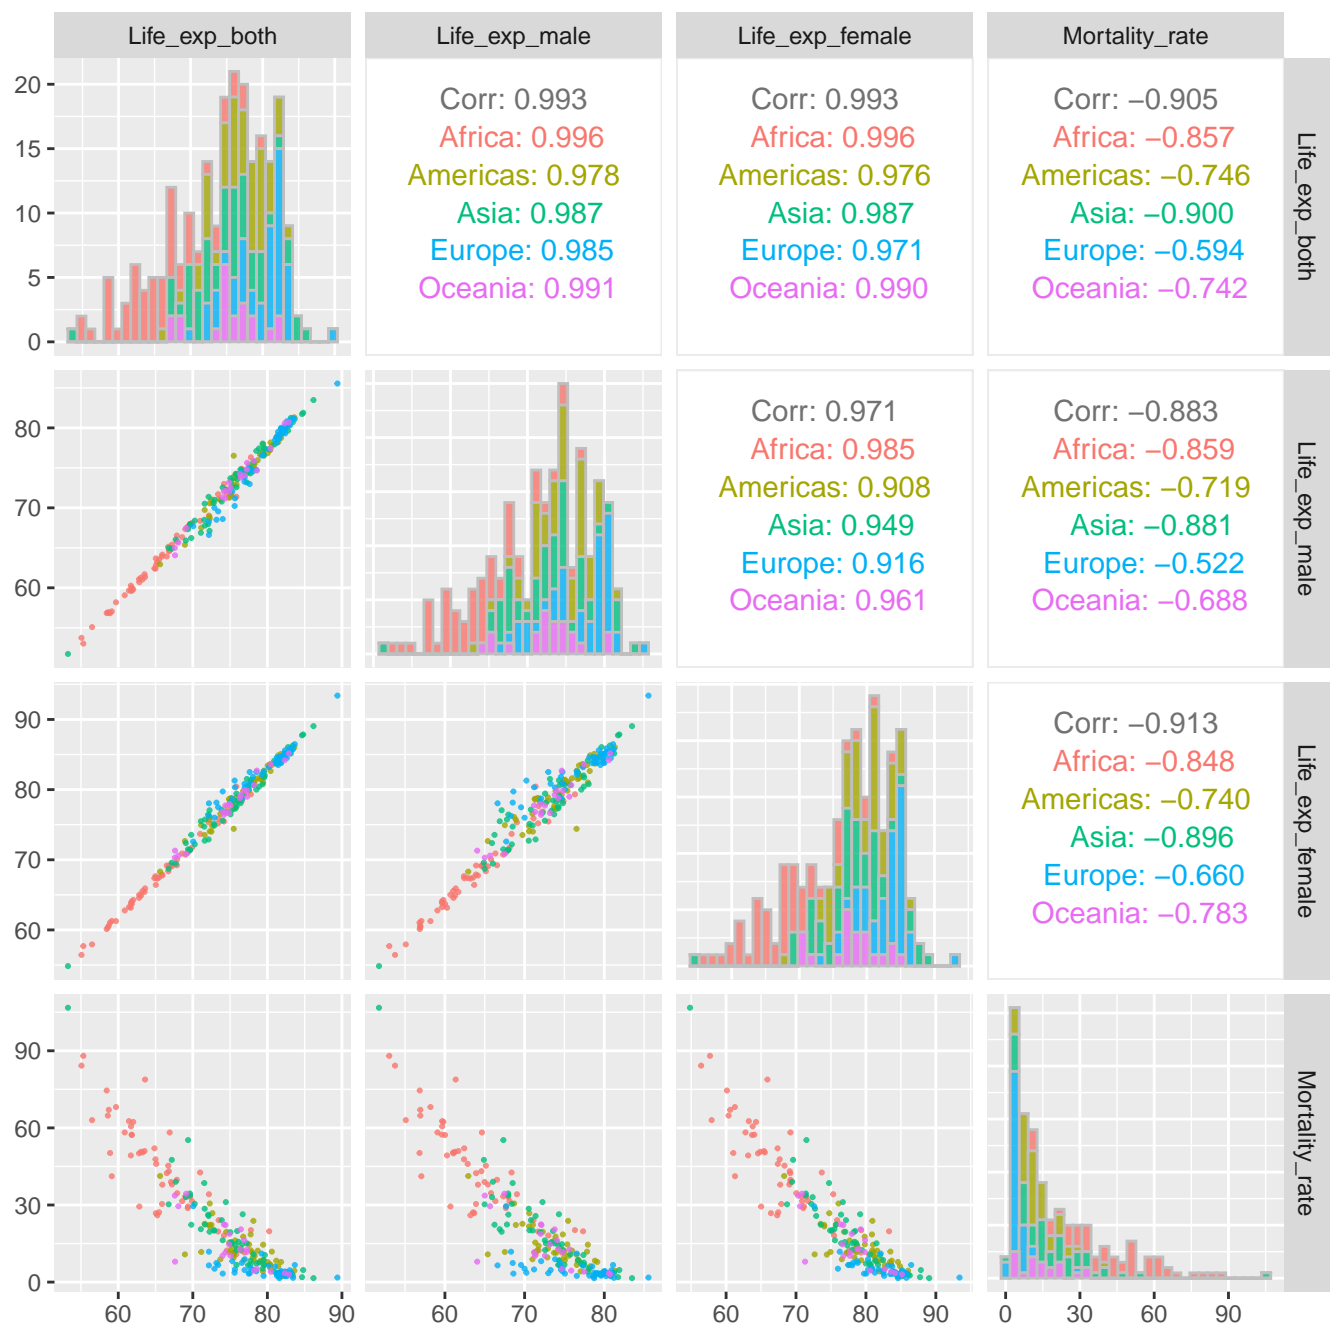 Life_exp_both
Life_exp_male
Life_exp_female
Mortality_rate
20
15
10
5
0
Corr: 0.993
Africa: 0.996
Americas: 0.978
Asia: 0.987
Europe: 0.985
Oceania: 0.991
Corr: 0.993
Africa: 0.996
Americas: 0.976
Asia: 0.987
Europe: 0.971
Oceania: 0.990
Corr: −0.905
Africa: −0.857
Americas: −0.746
Asia: −0.900
Europe: −0.594
Oceania: −0.742
Life_exp_both
80
70
60
Corr: 0.971
Africa: 0.985
Americas: 0.908
Asia: 0.949
Europe: 0.916
Oceania: 0.961
Corr: −0.883
Africa: −0.859
Americas: −0.719
Asia: −0.881
Europe: −0.522
Oceania: −0.688
Life_exp_male
90
80
70
60
Corr: −0.913
Africa: −0.848
Americas: −0.740
Asia: −0.896
Europe: −0.660
Oceania: −0.783
Life_exp_female
90
60
30
0
Mortality_rate
60 70 80 90
60 70 80
60 70 80 90
0 30 60 90